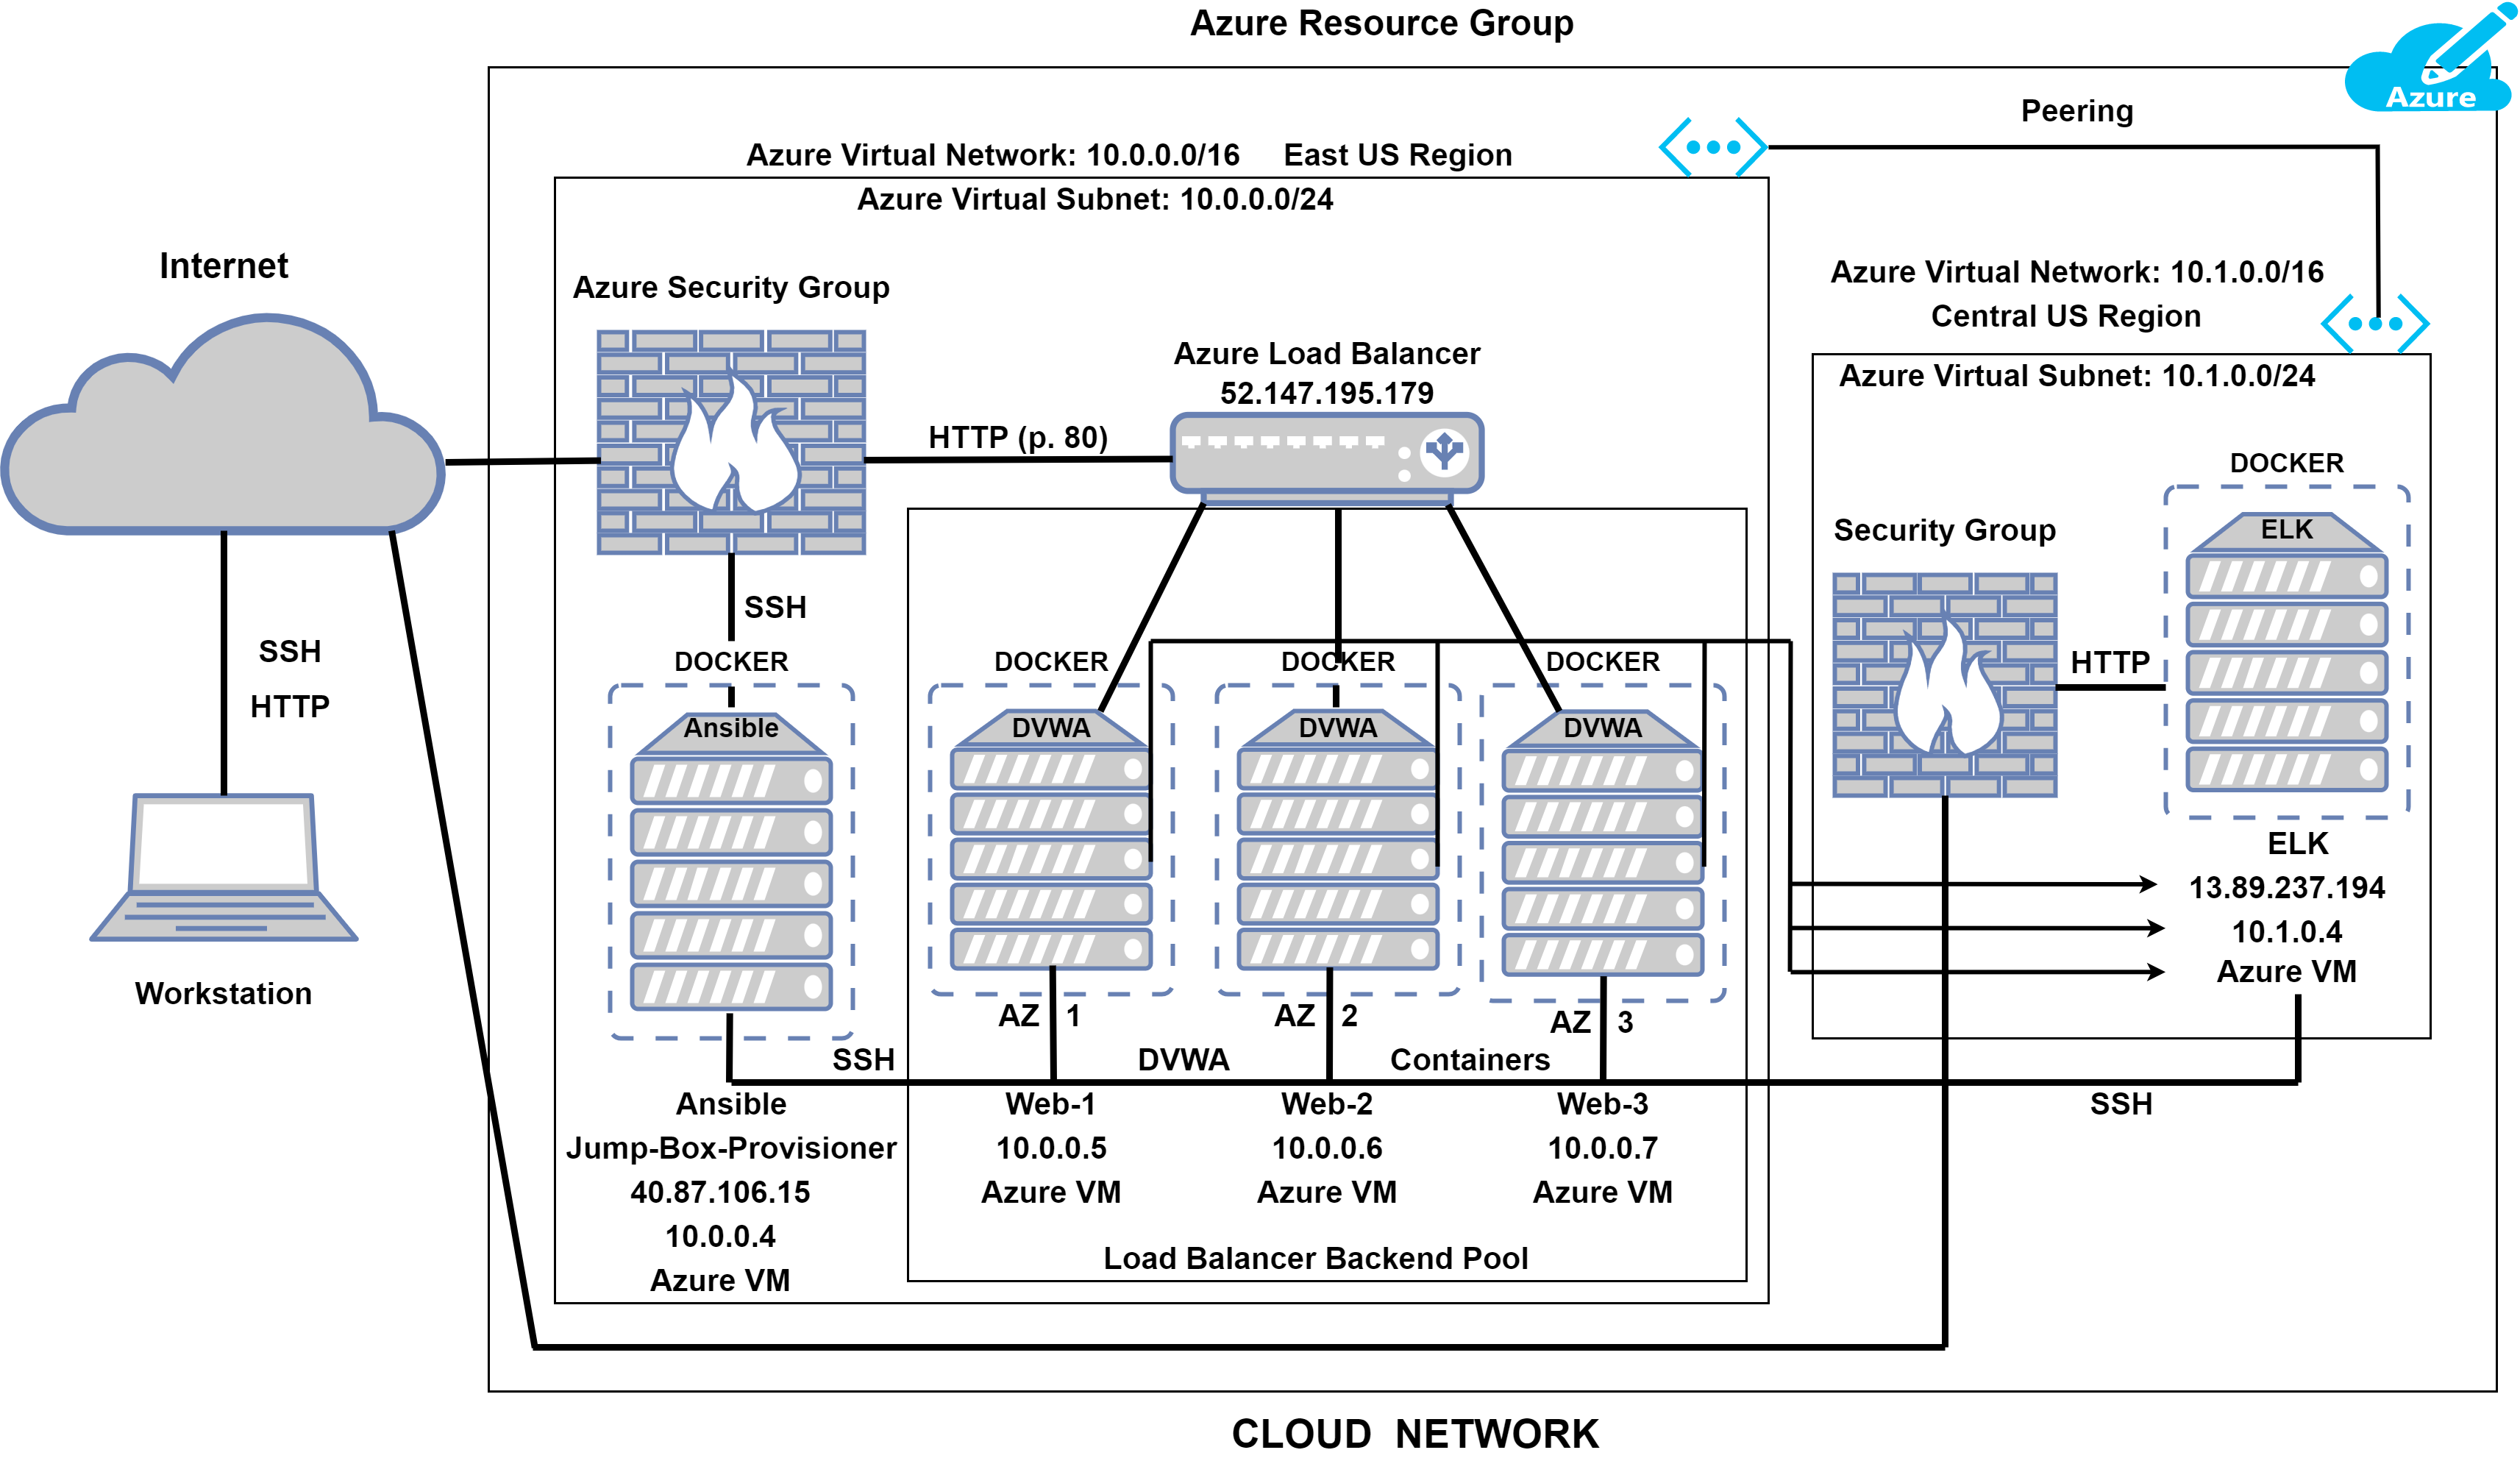 Azure Resource Group
Azure
Peering
Azure Virtual Network: 10.0.0.0/16 East US Region
Azure Virtual Subnet: 10.0.0.0/24
Internet
Azure Security Group
Azure Virtual Network: 10.1.0.0/16
Central US Region
Azure Virtual Subnet: 10.1.0.0/24
Azure Load Balancer
52.147.195.179
HTTP (p. 80)
DOCKER
ELK
Security Group
SSH
SSH
HTTP
HTTP
DOCKER
DOCKER
DOCKER
DOCKER
Ansible
DVWA
DVWA
DVWA
ELK
13.89.237.194
10.1.0.4
Azure VM
Workstation
AZ 1
AZ 2
AZ 3
SSH
DVWA
Containers
SSH
Ansible
Jump-Box-Provisioner
40.87.106.15
10.0.0.4
Azure VM
Web-1
10.0.0.5
Azure VM
Web-2
10.0.0.6
Azure VM
Web-3
10.0.0.7
Azure VM
Load Balancer Backend Pool
CLOUD NETWORK